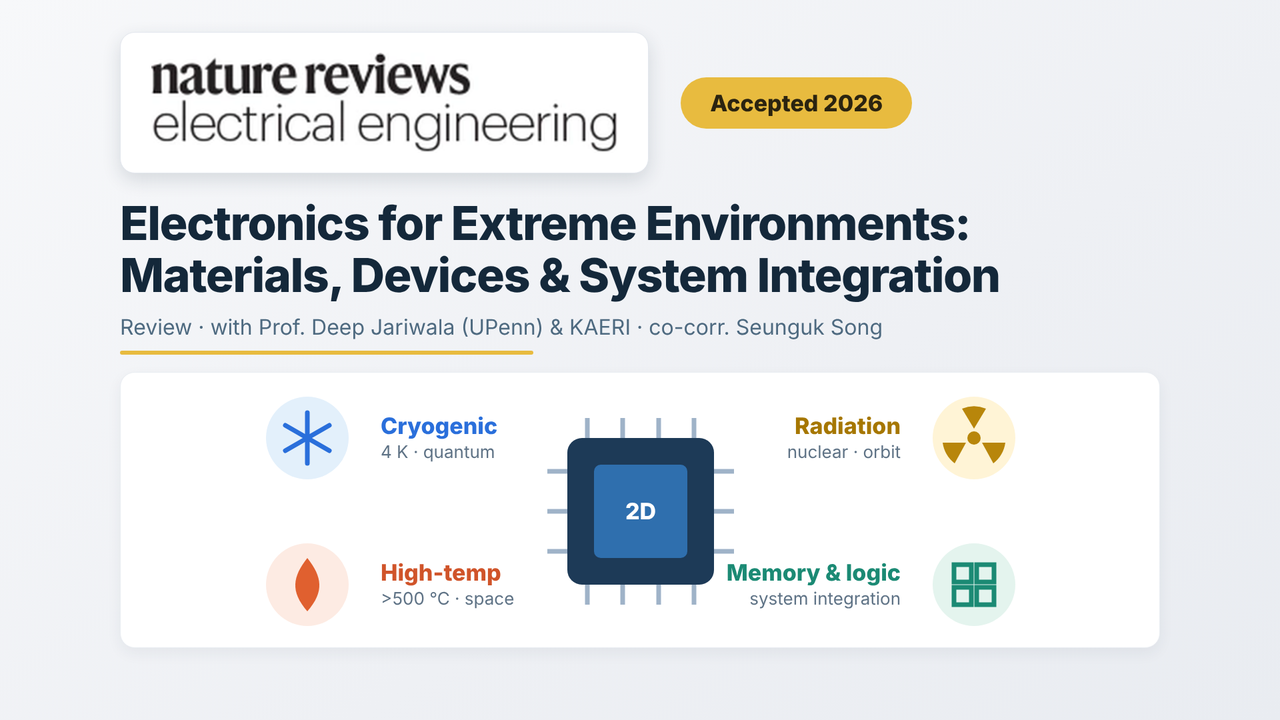 nature reviews
electrical engineering
Accepted 2026
Electronics for Extreme Environments:
Materials, Devices & System Integration
Review · with Prof. Deep Jariwala (UPenn) & KAERI · co-corr. Seunguk Song
Cryogenic
4 K · quantum
Radiation
nuclear · orbit
2D
High-temp
>500 °C · space
Memory & logic
system integration